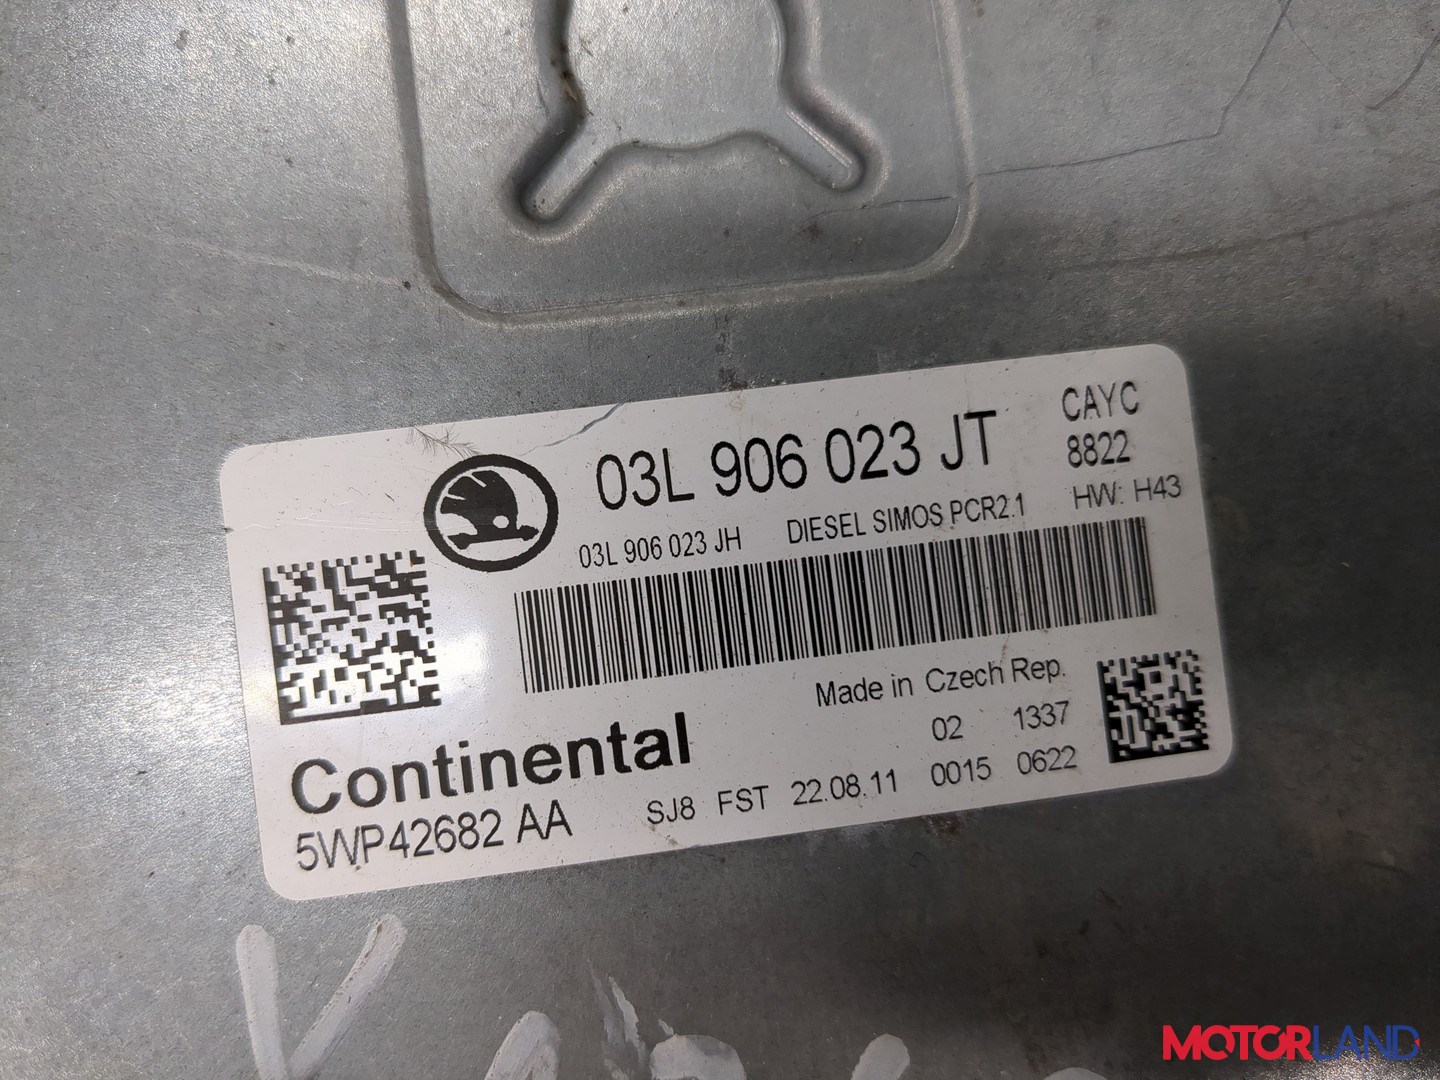 03L 906 023 JT
CAYC
8822
03L 906 023 JH
DIESEL SIMOS PCR2.1
HW: H43
Made in Czech Rep.
02 1337
Continental
5WP42682 AA
SJ8 FST 22.08.11 0015 0622
MOTORLAND